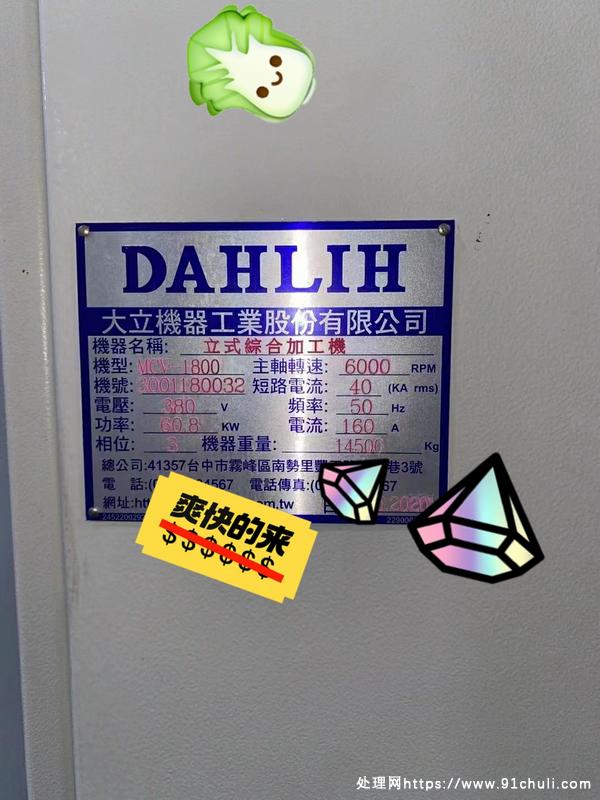 DAHLIH
大立機器工業股份有限公司
機器名稱: 立式綜合加工機
機型: MCV-1800 主軸轉速: 6000 RPM
機號: 3001180032 短路電流: 40 (KA rms)
電壓: 380 V 頻率: 50 Hz
功率: 60.8 KW 電流: 160 A
相位: 3 機器重量: 14500 Kg
總公司:41357台中市霧峰區南勢里豐 巷3號
電 話: 4567 電話傳真: 67
網址:ht .tw 2020
爽快的来
$$$$$$
处理网https://www.91chuli.com